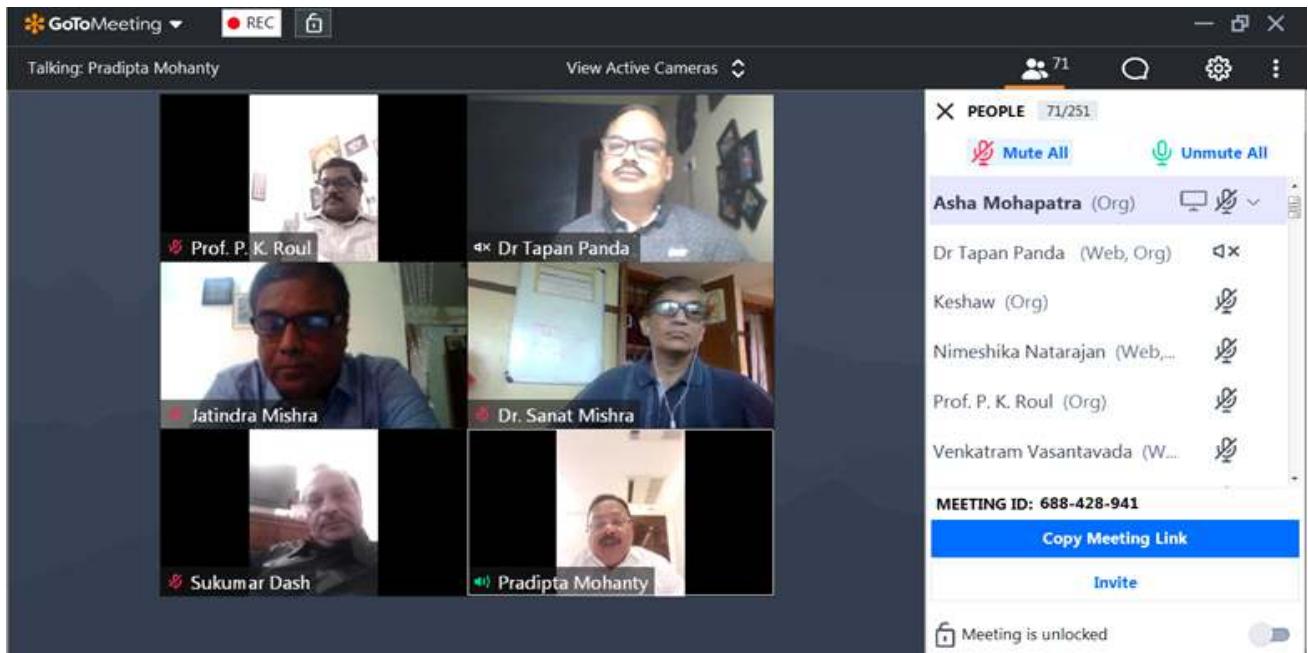 GoToMeeting
REC
Talking: Pradipta Mohanty
View Active Cameras
71
PEOPLE 71/251
Mute All
Unmute All
Asha Mohapatra (Org)
Dr Tapan Panda (Web, Org)
Keshaw (Org)
Nimeshika Natarajan (Web,...
Prof. P. K. Roul (Org)
Venkatram Vasantavada (W...
MEETING ID: 688-428-941
Copy Meeting Link
Invite
Meeting is unlocked
Prof. P. K. Roul
Dr Tapan Panda
Jatindra Mishra
Dr. Sanat Mishra
Sukumar Dash
Pradipta Mohanty